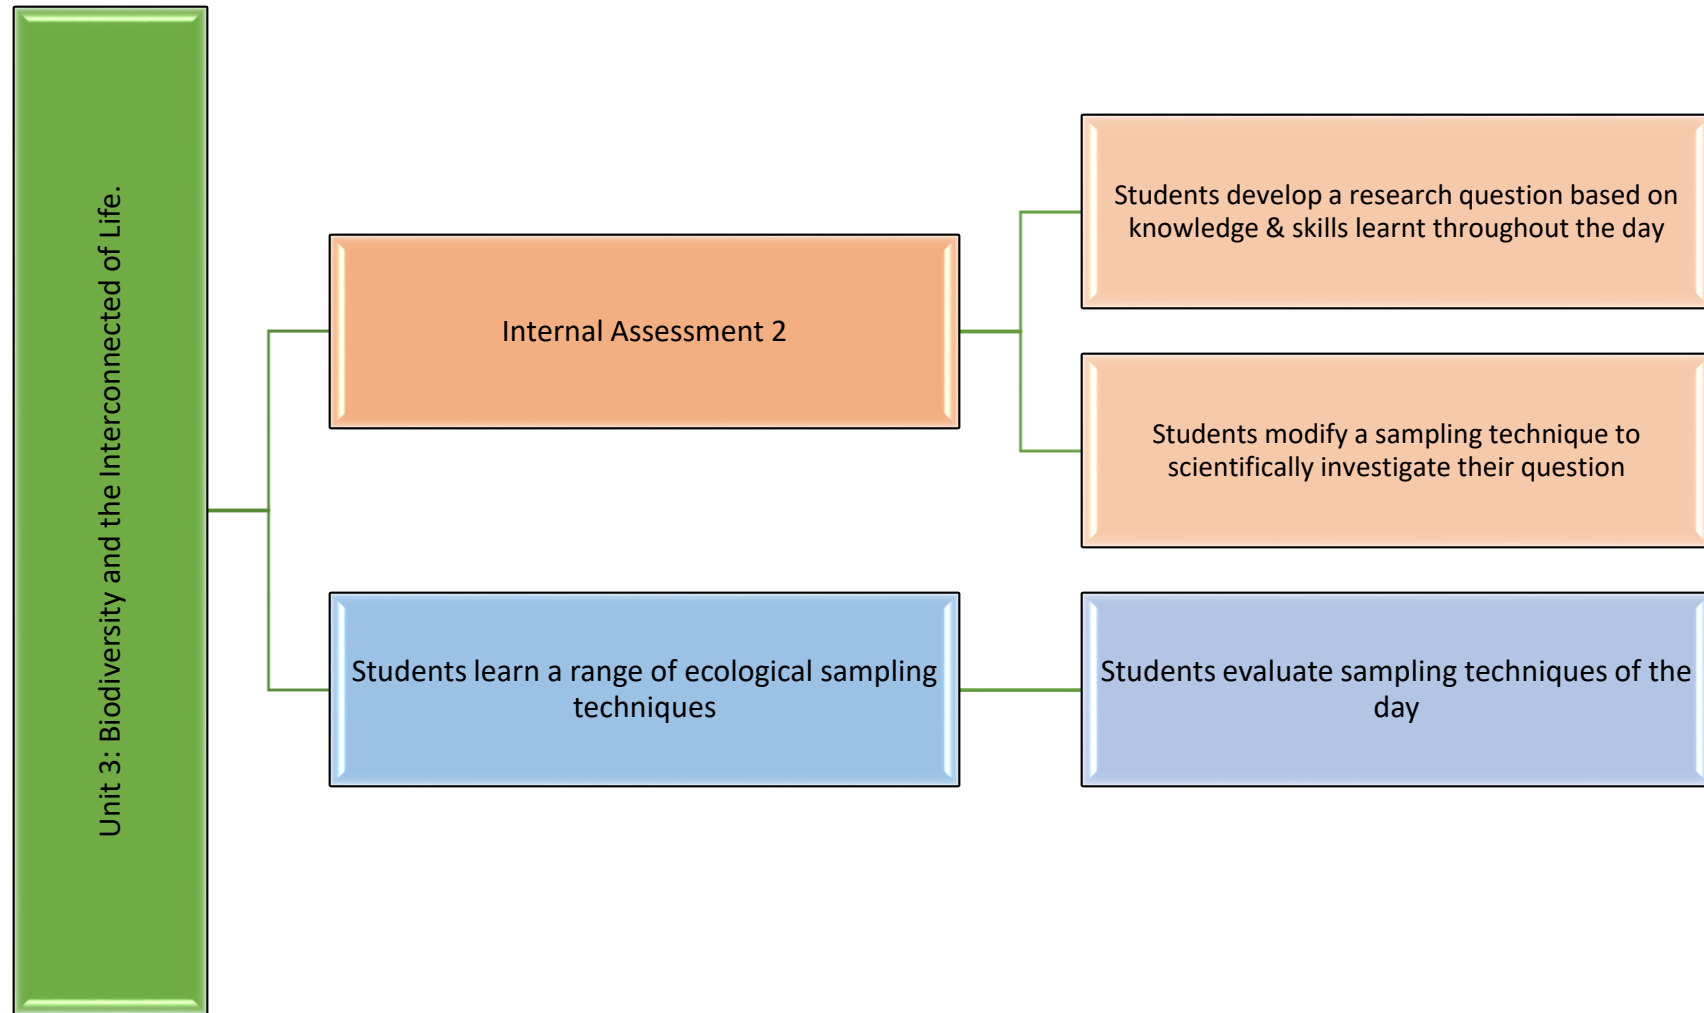 Unit 3: Biodiversity and the Interconnected of Life.
Internal Assessment 2
Students develop a research question based on
knowledge & skills learnt throughout the day
Students modify a sampling technique to
scientifically investigate their question
Students learn a range of ecological sampling
techniques
Students evaluate sampling techniques of the
day